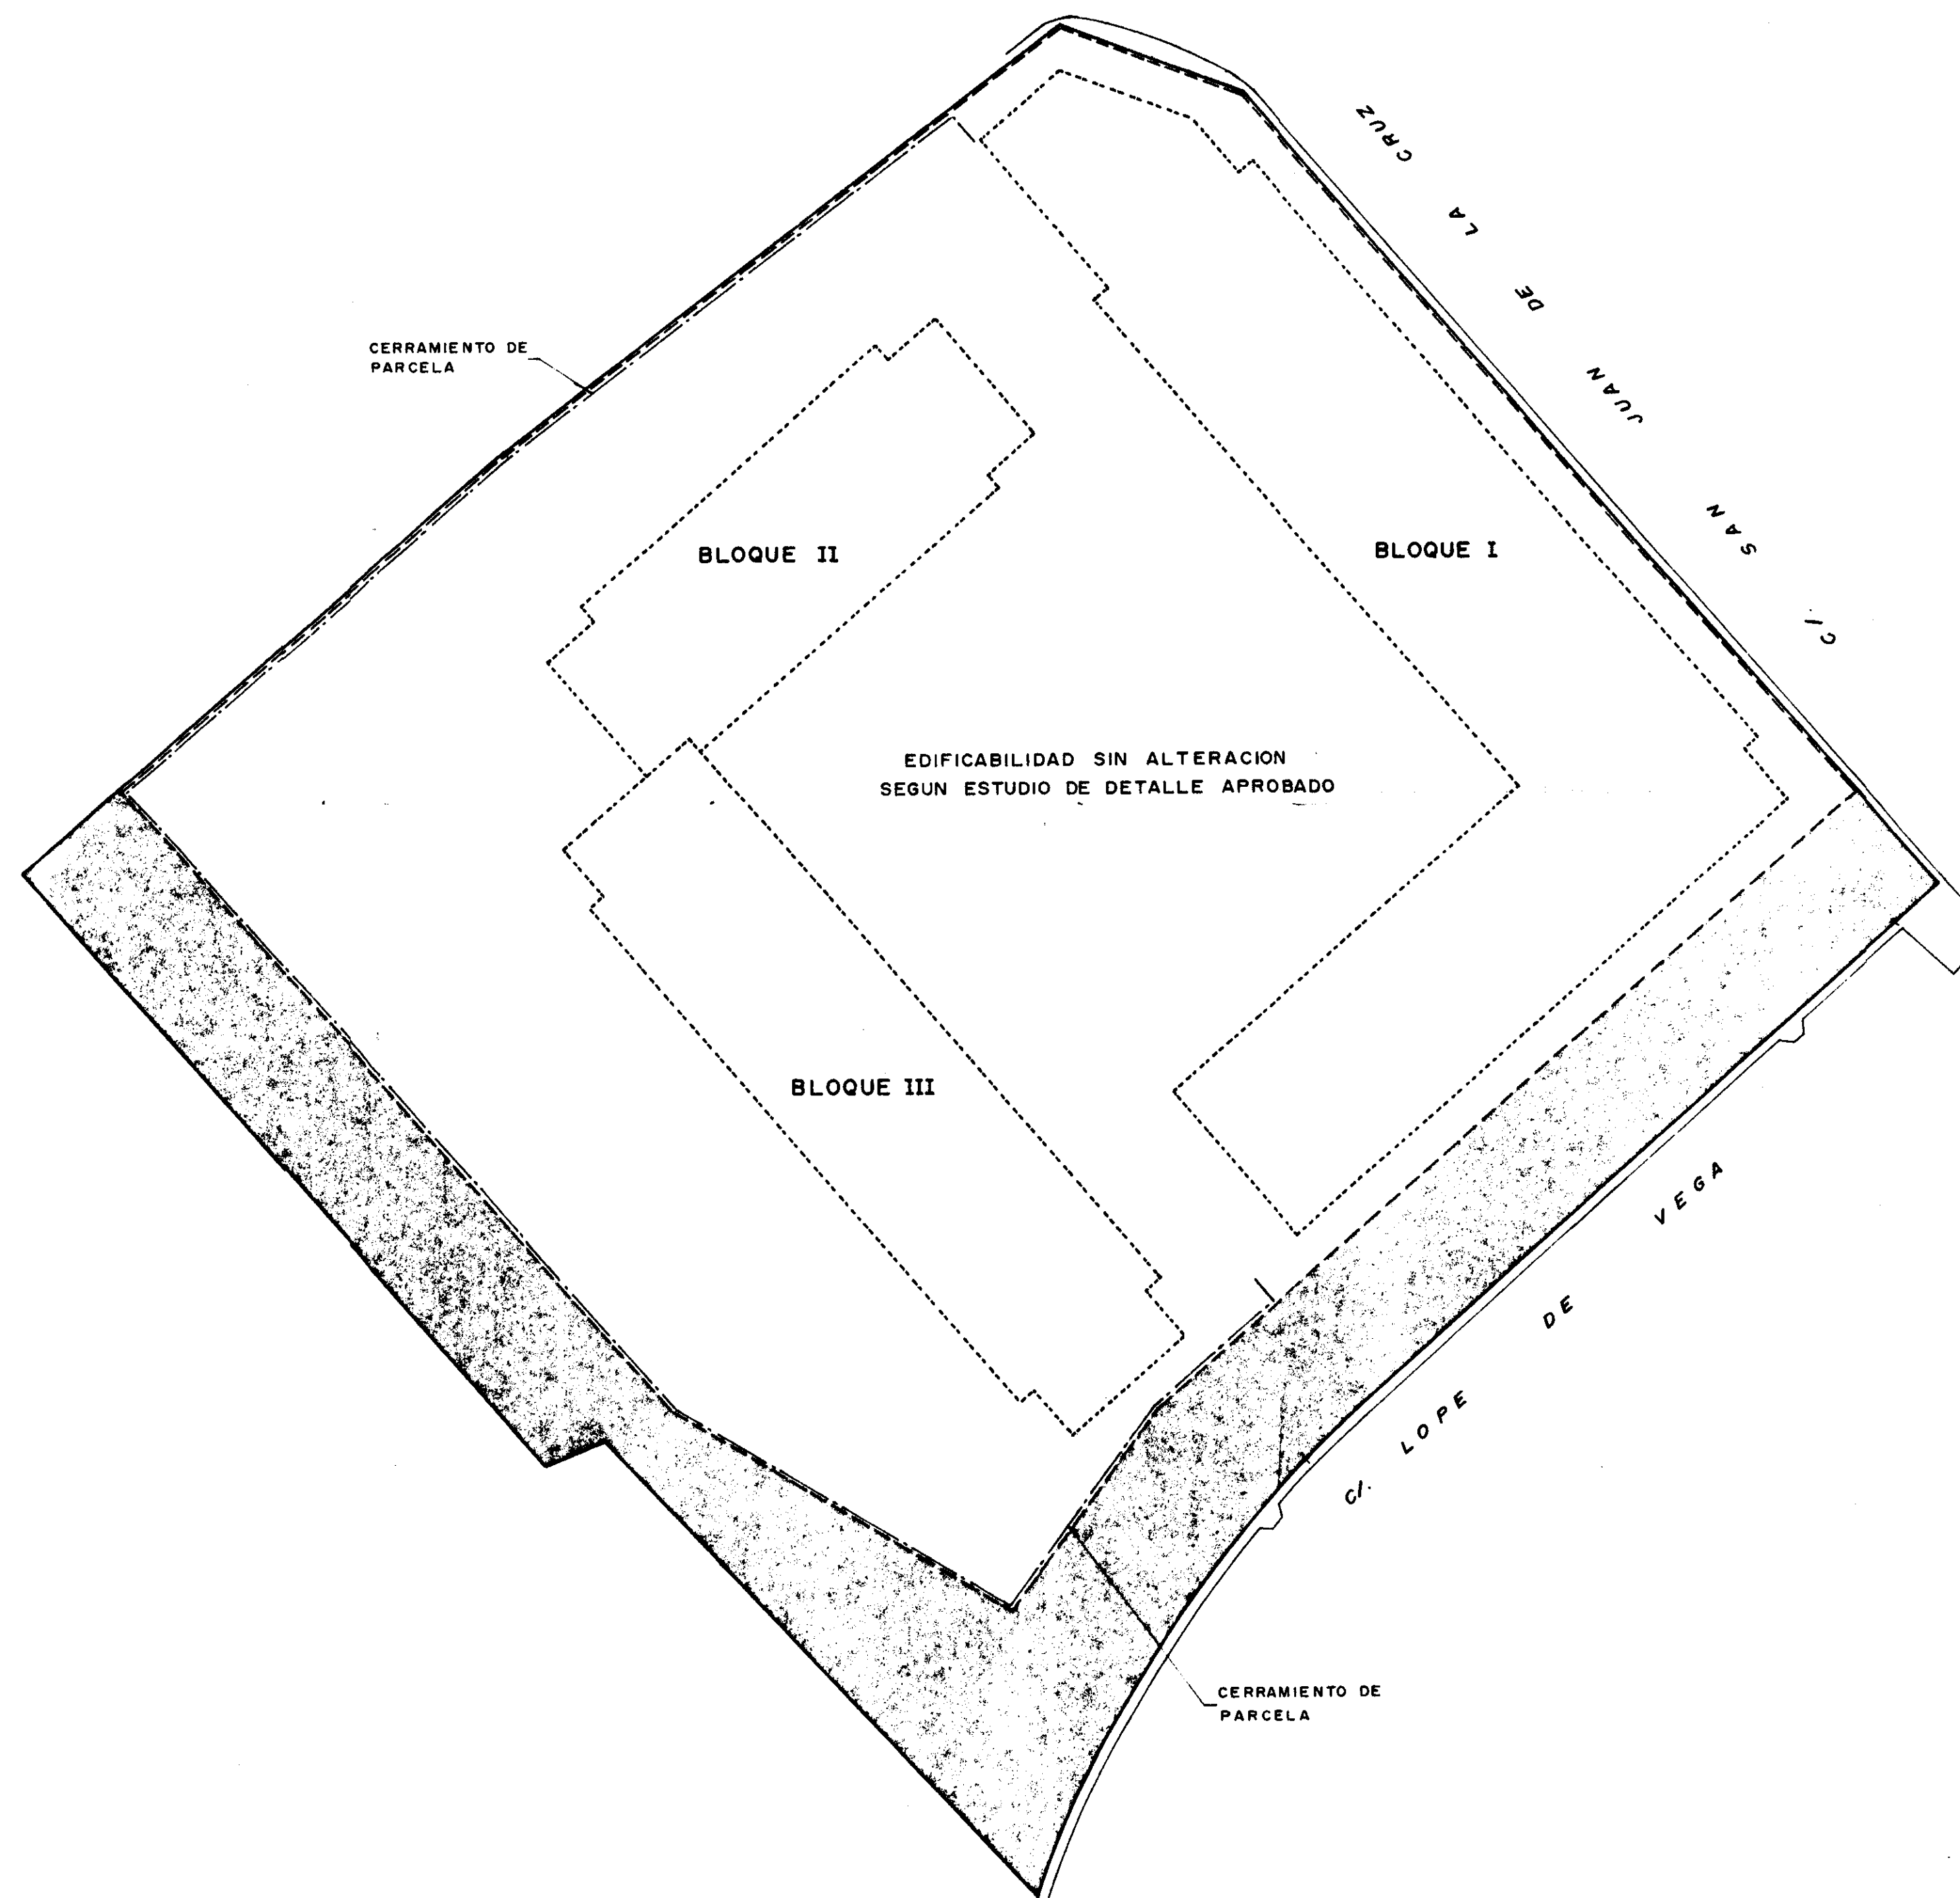 C/. SAN JUAN DE LA CRUZ
CERRAMIENTO DE
PARCELA
BLOQUE II
BLOQUE I
EDIFICABILIDAD SIN ALTERACION
SEGUN ESTUDIO DE DETALLE APROBADO
BLOQUE III
C/. LOPE DE VEGA
CERRAMIENTO DE
PARCELA